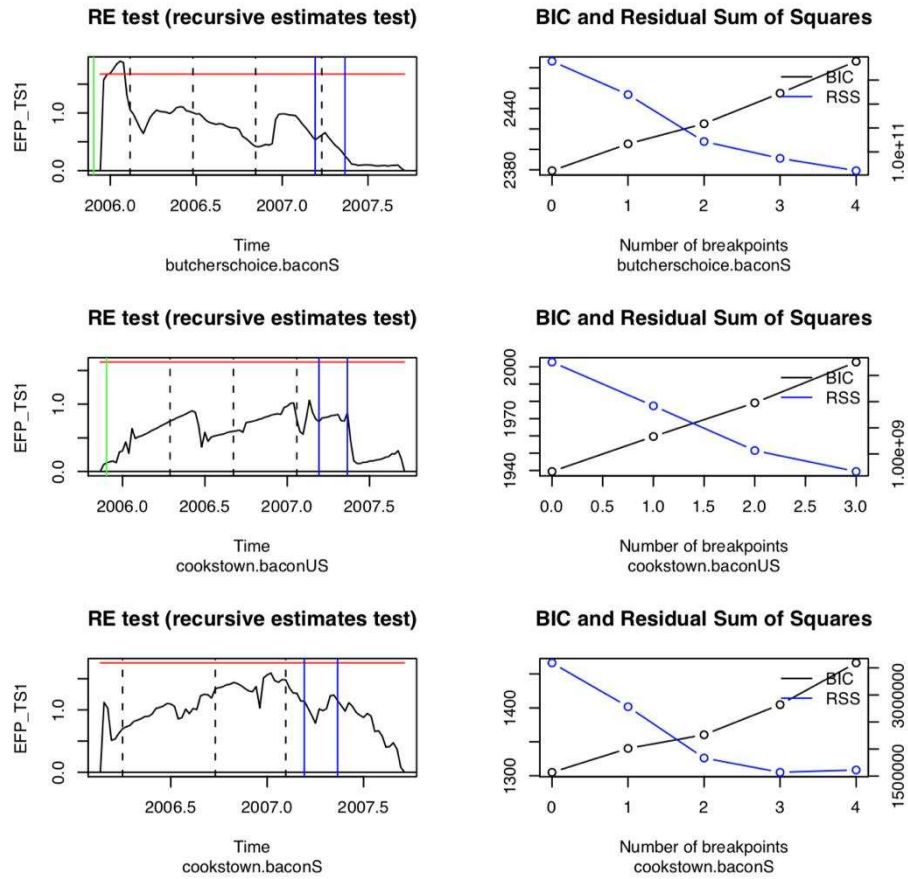 RE test (recursive estimates test)
EFP_TS1
0.0 1.0
2006.0 2006.5 2007.0 2007.5
Time
butcherschoice.baconS
BIC and Residual Sum of Squares
BIC
RSS
2380 2440
1.0e+11
0 1 2 3 4
Number of breakpoints
butcherschoice.baconS
RE test (recursive estimates test)
EFP_TS1
0.0 1.0
2006.0 2006.5 2007.0 2007.5
Time
cookstown.baconUS
BIC and Residual Sum of Squares
BIC
RSS
1940 1970 2000
1.00e+09
0.0 0.5 1.0 1.5 2.0 2.5 3.0
Number of breakpoints
cookstown.baconUS
RE test (recursive estimates test)
EFP_TS1
0.0 1.0
2006.5 2007.0 2007.5
Time
cookstown.baconS
BIC and Residual Sum of Squares
BIC
RSS
1300 1400
1500000 3000000
0 1 2 3 4
Number of breakpoints
cookstown.baconS